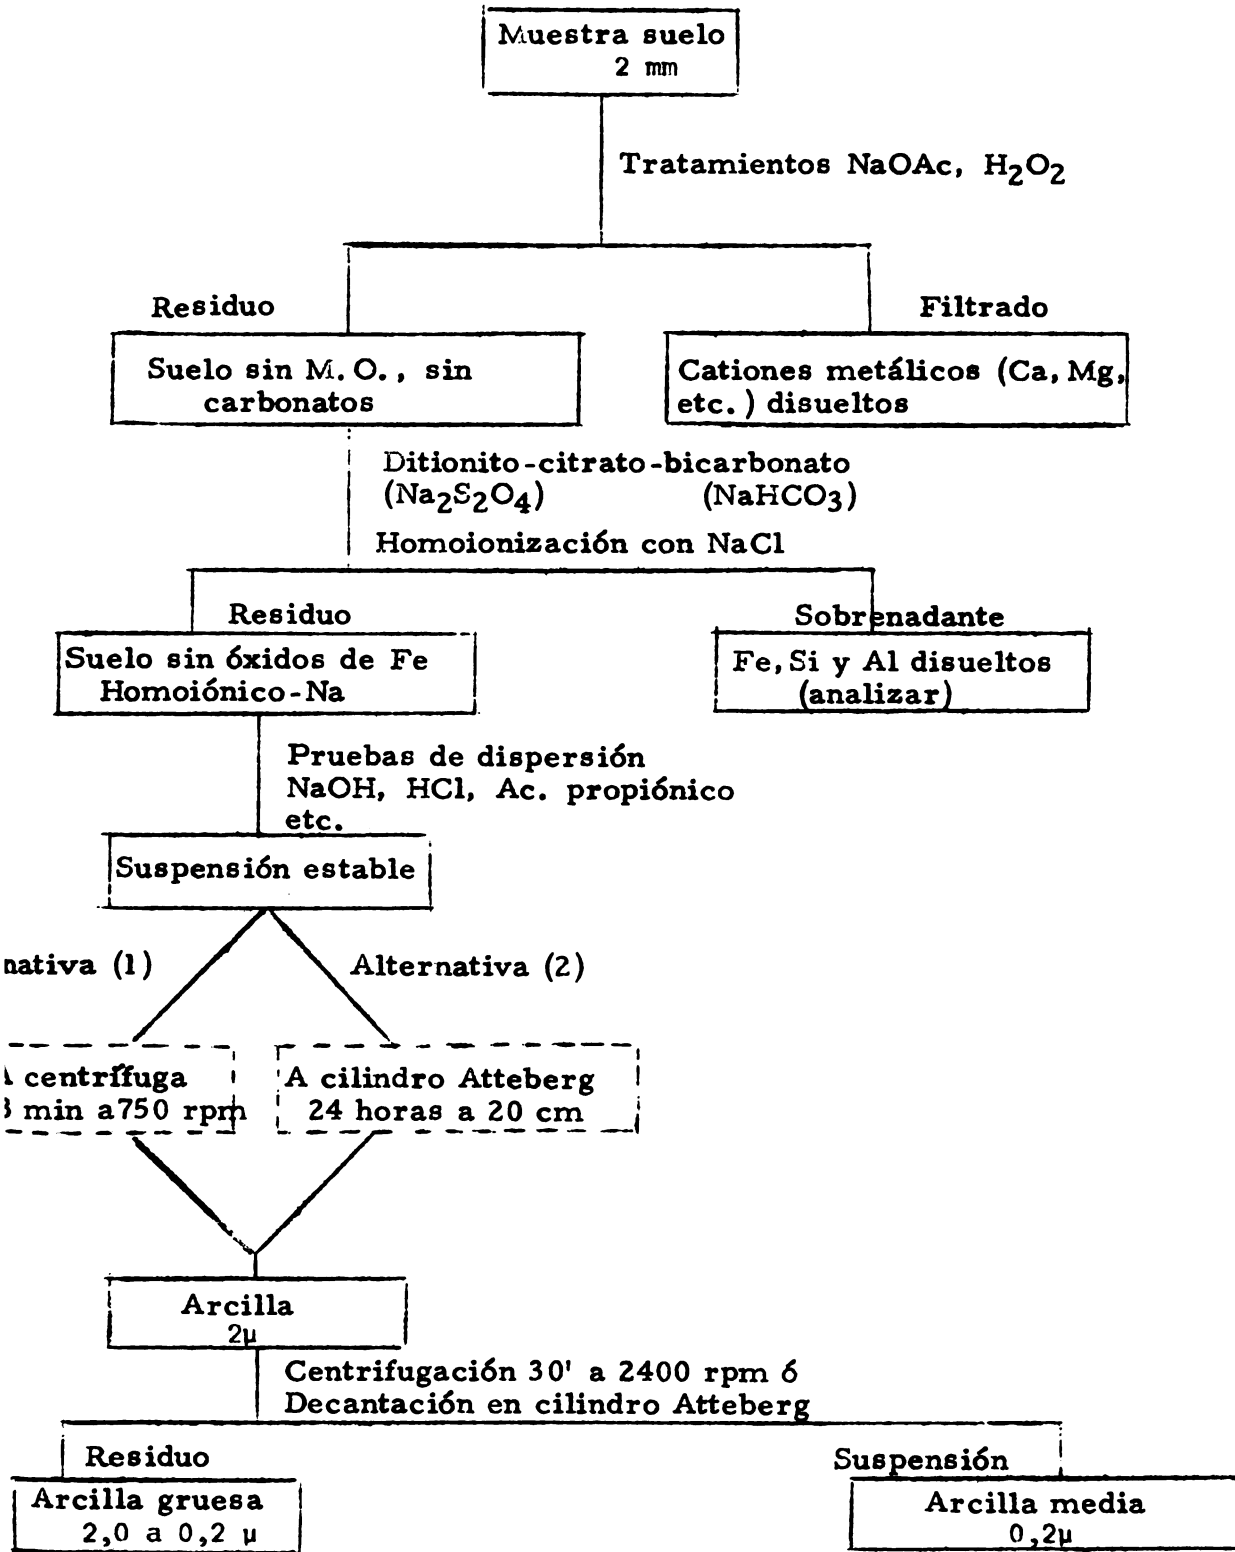 Muestra suelo
2 mm
Tratamientos NaOAc, H2O2
Residuo
Filtrado
Suelo sin M.O., sin
carbonatos
Cationes metálicos (Ca, Mg,
etc.) disueltos
Ditionito-citrato-bicarbonato
(Na2S2O4) (NaHCO3)
Homoionización con NaCl
Residuo
Sobrenadante
Suelo sin óxidos de Fe
Homoiónico-Na
Fe, Si y Al disueltos
(analizar)
Pruebas de dispersión
NaOH, HCl, Ac. propiónico
etc.
Suspensión estable
nativa (1)
Alternativa (2)
centrífuga
min a750 rpm
A cilindro Atteberg
24 horas a 20 cm
Arcilla
2µ
Centrifugación 30' a 2400 rpm ó
Decantación en cilindro Atteberg
Residuo
Suspensión
Arcilla gruesa
2,0 a 0,2 µ
Arcilla media
0,2µ